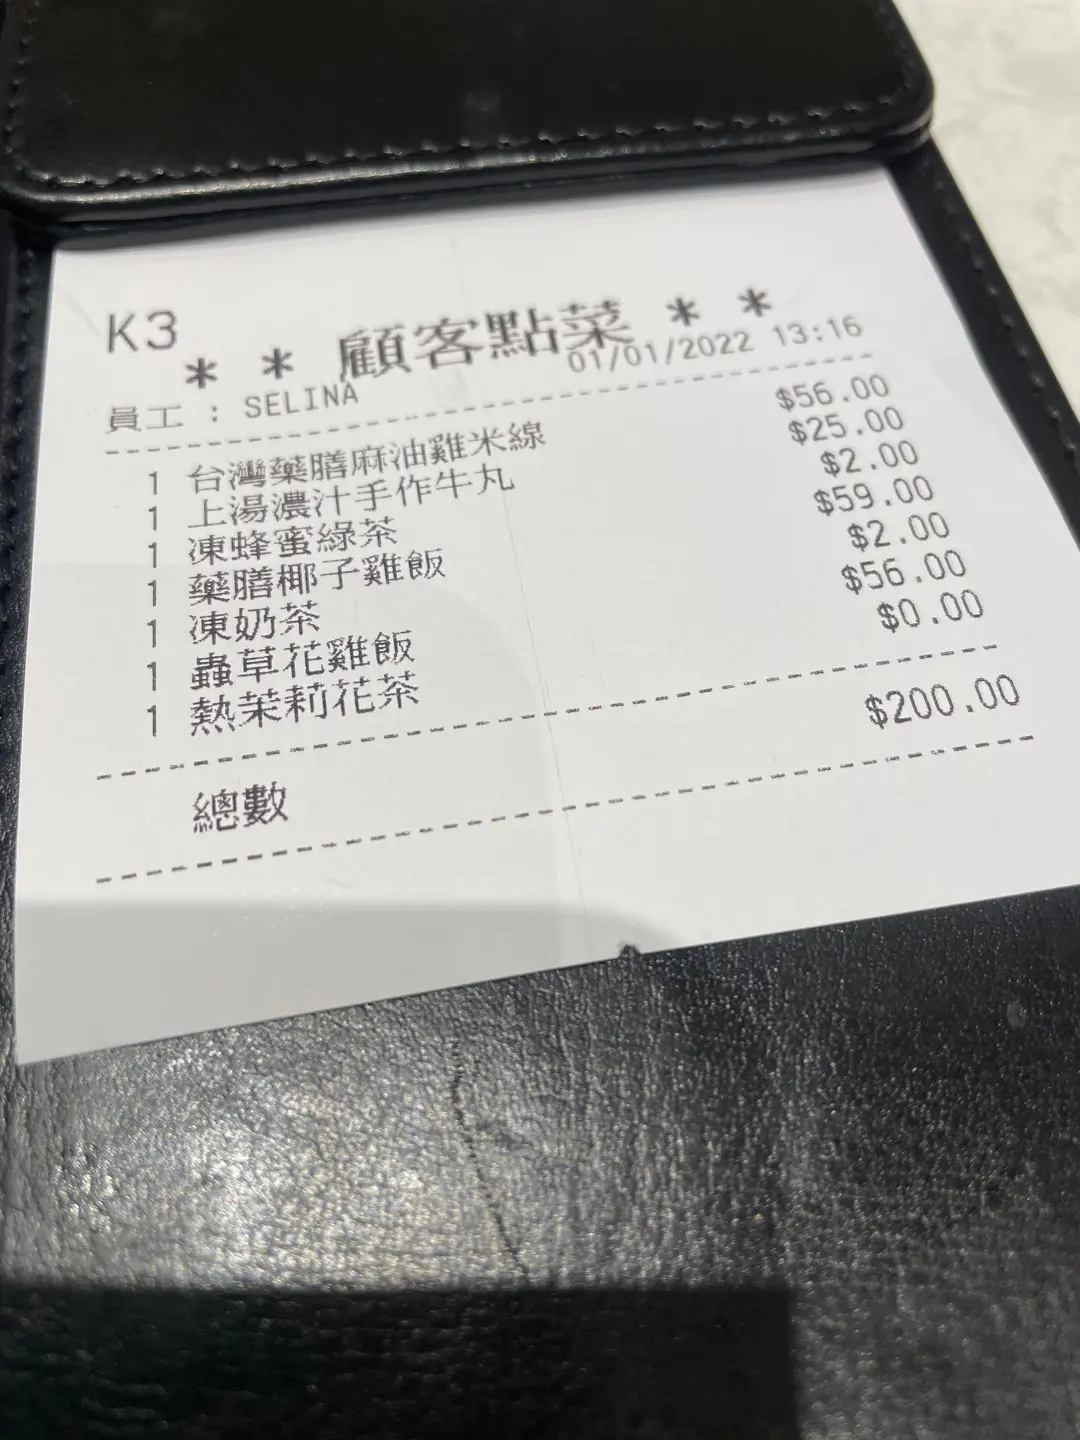 K3
* * 顧客點菜 * *
員工 : SELINA 01/01/2022 13:16
1 台灣藥膳麻油雞米線 $56.00
1 上湯濃汁手作牛丸 $25.00
1 凍蜂蜜綠茶 $2.00
1 藥膳椰子雞飯 $59.00
1 凍奶茶 $2.00
1 蟲草花雞飯 $56.00
1 熱茉莉花茶 $0.00
總數 $200.00